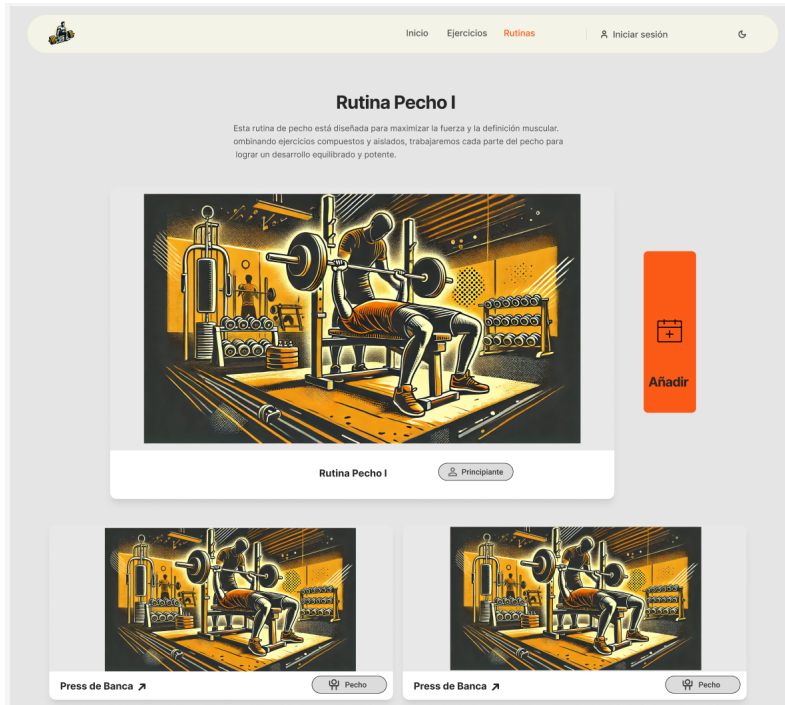 Inicio Ejercicios Rutinas Iniciar sesión
Rutina Pecho I
Esta rutina de pecho está diseñada para maximizar la fuerza y la definición muscular.
ombinando ejercicios compuestos y aislados, trabajaremos cada parte del pecho para
lograr un desarrollo equilibrado y potente.
Añadir
Rutina Pecho I Principiante
Press de Banca Pecho
Press de Banca Pecho